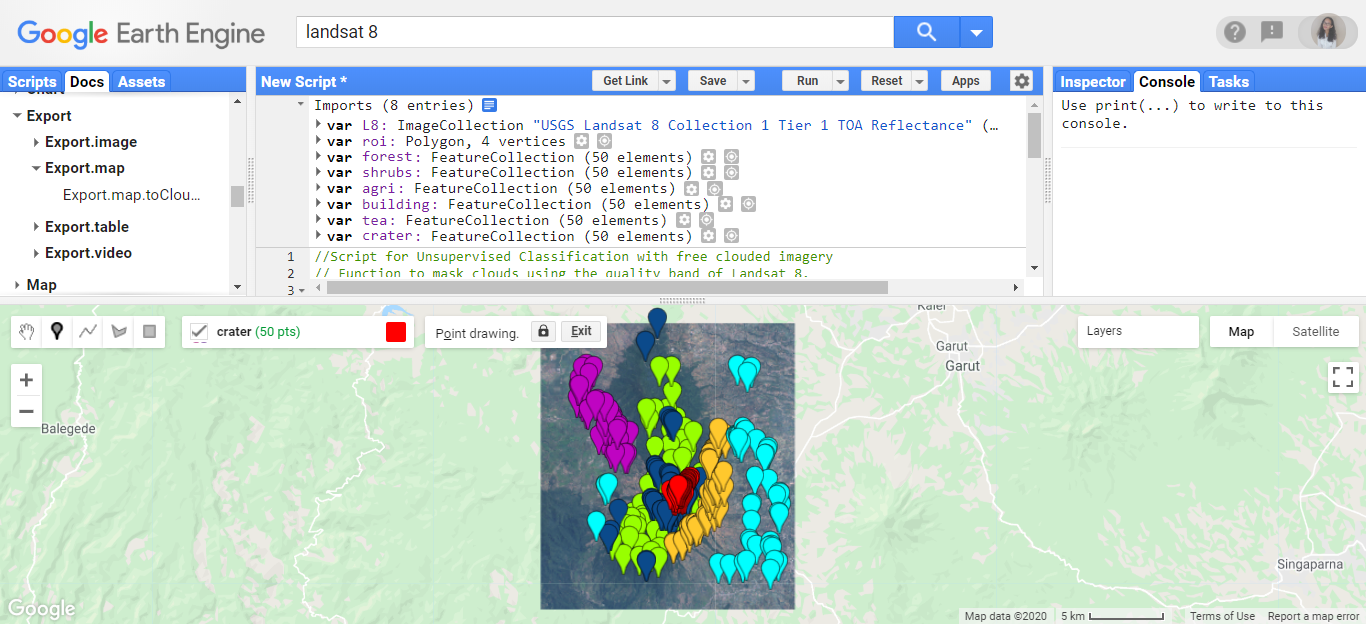 Google Earth Engine
landsat 8
Scripts Docs Assets
Chart
Export
Export.image
Export.map
Export.map.toClou...
Export.table
Export.video
Map
New Script *
Get Link Save Run Reset Apps
Imports (8 entries)
var L8: ImageCollection "USGS Landsat 8 Collection 1 Tier 1 TOA Reflectance" (…
var roi: Polygon, 4 vertices
var forest: FeatureCollection (50 elements)
var shrubs: FeatureCollection (50 elements)
var agri: FeatureCollection (50 elements)
var building: FeatureCollection (50 elements)
var tea: FeatureCollection (50 elements)
var crater: FeatureCollection (50 elements)
1 //Script for Unsupervised Classification with free clouded imagery
2 // Function to mask clouds using the quality band of Landsat 8.
3
Inspector Console Tasks
Use print(...) to write to this
console.
crater (50 pts)
Point drawing. Exit
Layers
Map Satellite
+
−
Balegede
Garut
Garut
Singaparna
Google
Map data ©2020 5 km Terms of Use Report a map error